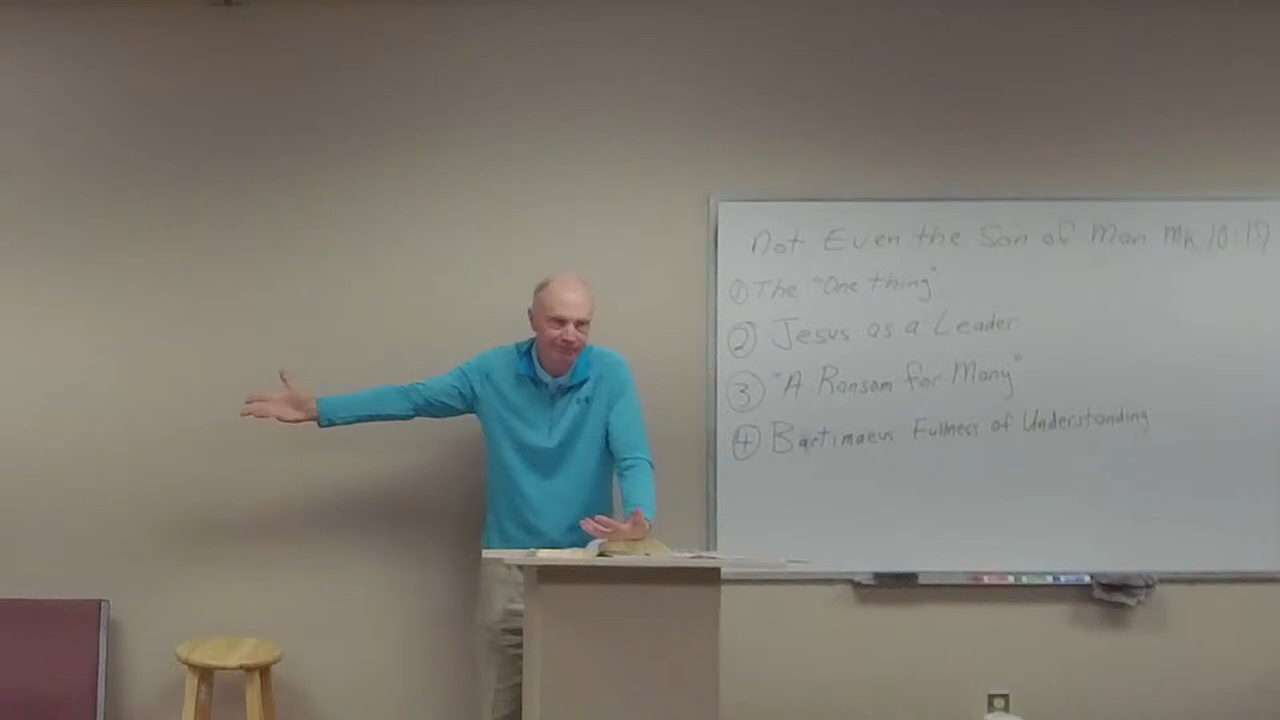 Not Even the Son of Man Mk 10:17
① The "One thing"
② Jesus as a Leader
③ "A Ransom for Many"
④ Bartimaeus Fullness of Understanding